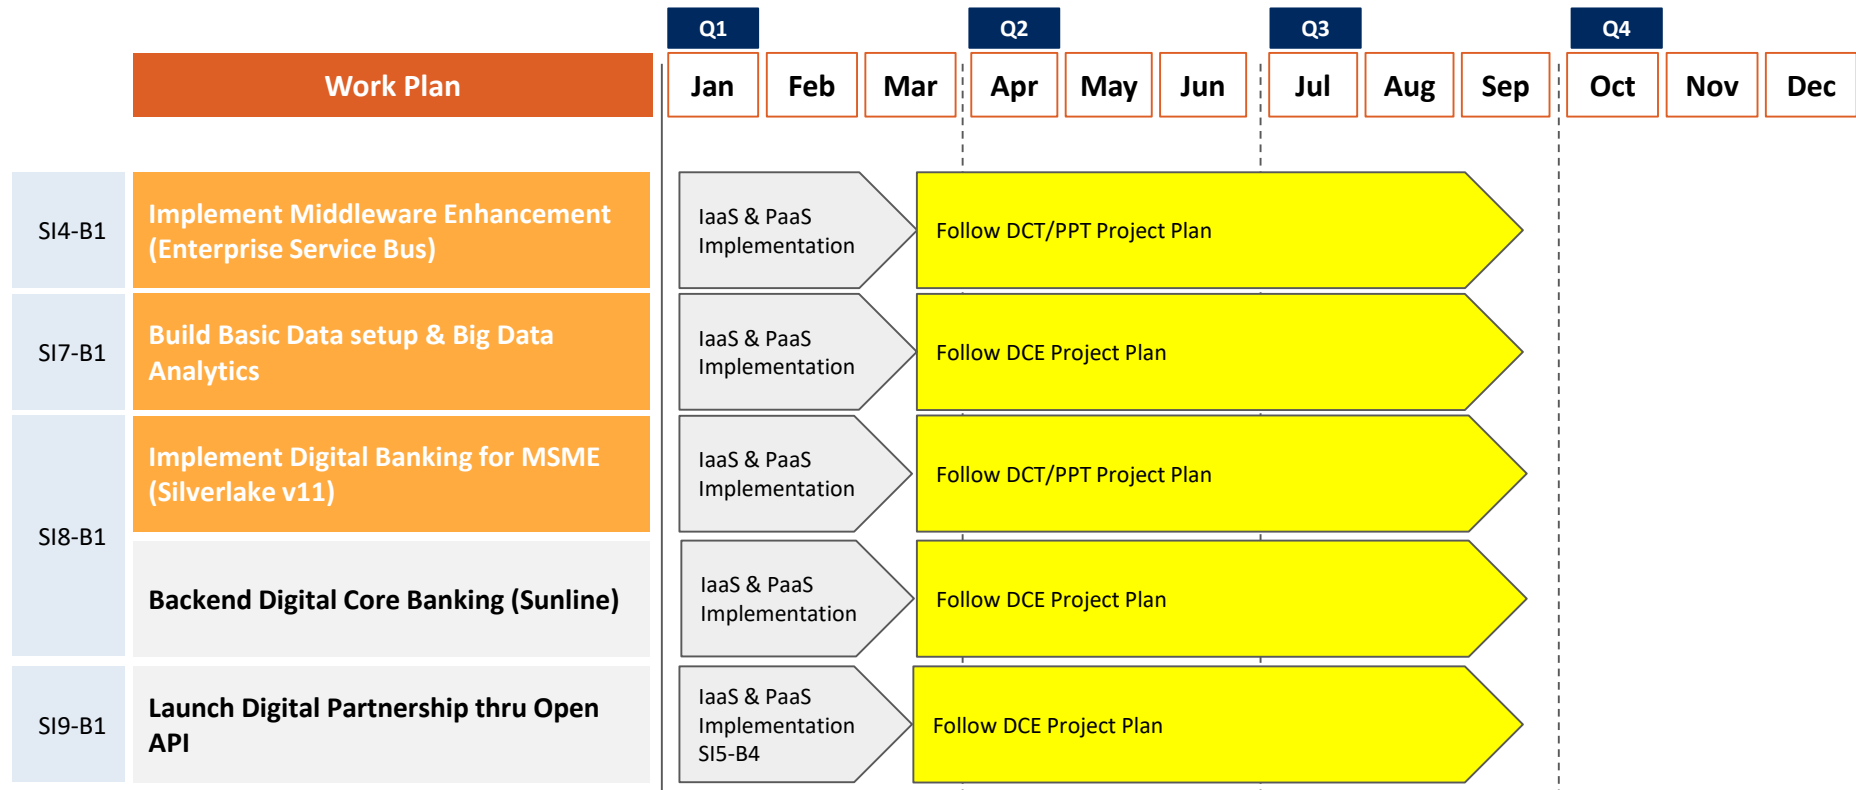 Q1 Q2 Q3 Q4
Work Plan Jan Feb Mar Apr May Jun Jul Aug Sep Oct Nov Dec
SI4-B1
Implement Middleware Enhancement
(Enterprise Service Bus)
IaaS & PaaS
Implementation
Follow DCT/PPT Project Plan
SI7-B1
Build Basic Data setup & Big Data
Analytics
IaaS & PaaS
Implementation
Follow DCE Project Plan
SI8-B1
Implement Digital Banking for MSME
(Silverlake v11)
IaaS & PaaS
Implementation
Follow DCT/PPT Project Plan
Backend Digital Core Banking (Sunline)
IaaS & PaaS
Implementation
Follow DCE Project Plan
SI9-B1
Launch Digital Partnership thru Open
API
IaaS & PaaS
Implementation
SI5-B4
Follow DCE Project Plan